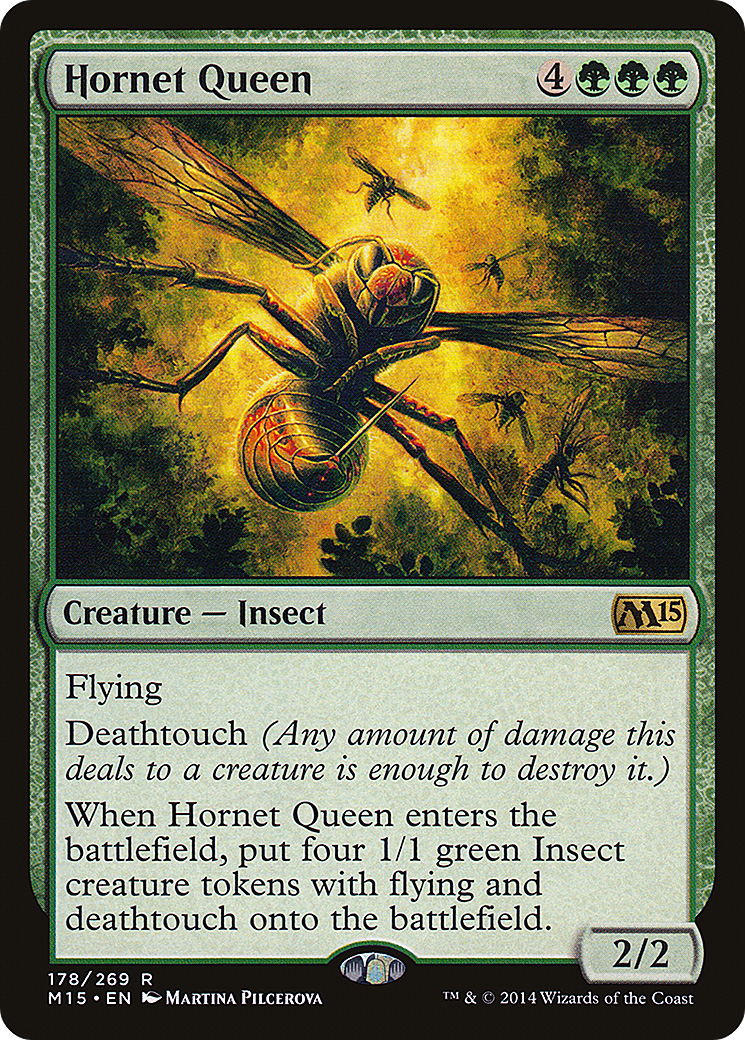 Hornet Queen 4
Creature — Insect M15
Flying
Deathtouch (Any amount of damage this
deals to a creature is enough to destroy it.)
When Hornet Queen enters the
battlefield, put four 1/1 green Insect
creature tokens with flying and
deathtouch onto the battlefield.
2/2
178/269 R
M15 • EN Martina Pilcerova
™ & © 2014 Wizards of the Coast